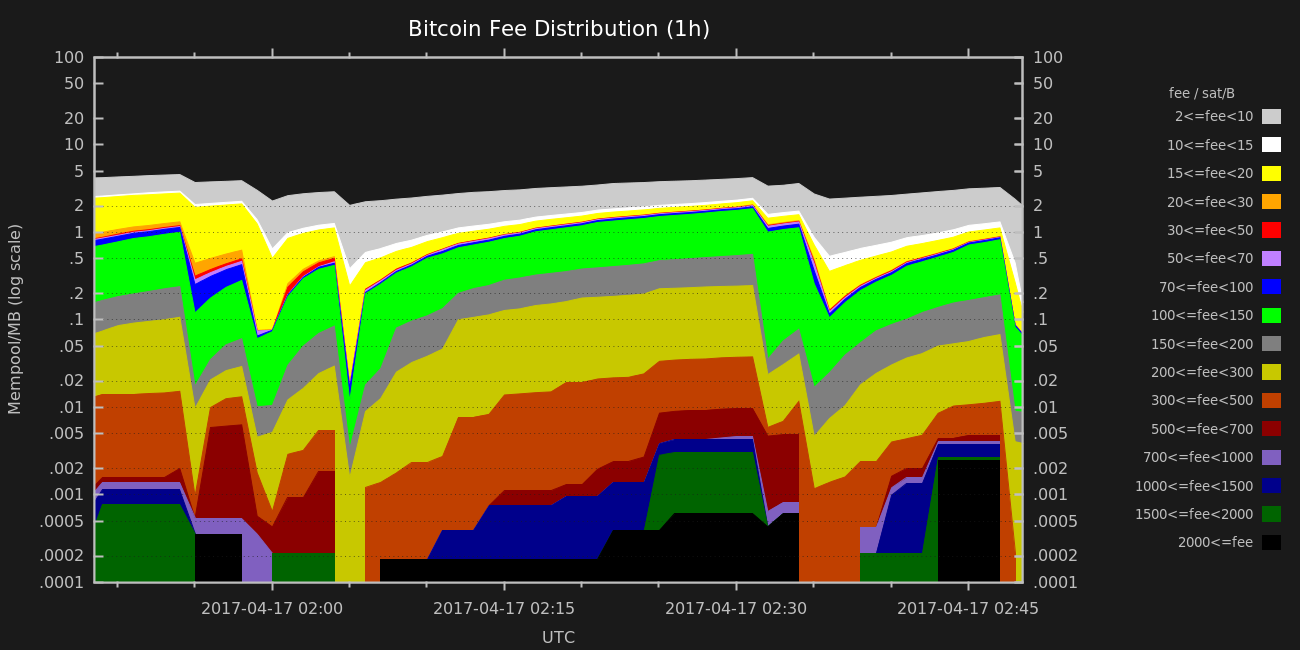 Bitcoin Fee Distribution (1h)
100 100
50 50
20 20
10 10
5 5
2 2
1 1
.5 .5
.2 .2
.1 .1
.05 .05
.02 .02
.01 .01
.005 .005
.002 .002
.001 .001
.0005 .0005
.0002 .0002
.0001 .0001
Mempool/MB (log scale)
2017-04-17 02:00 2017-04-17 02:15 2017-04-17 02:30 2017-04-17 02:45
UTC
fee / sat/B
2<=fee<10
10<=fee<15
15<=fee<20
20<=fee<30
30<=fee<50
50<=fee<70
70<=fee<100
100<=fee<150
150<=fee<200
200<=fee<300
300<=fee<500
500<=fee<700
700<=fee<1000
1000<=fee<1500
1500<=fee<2000
2000<=fee